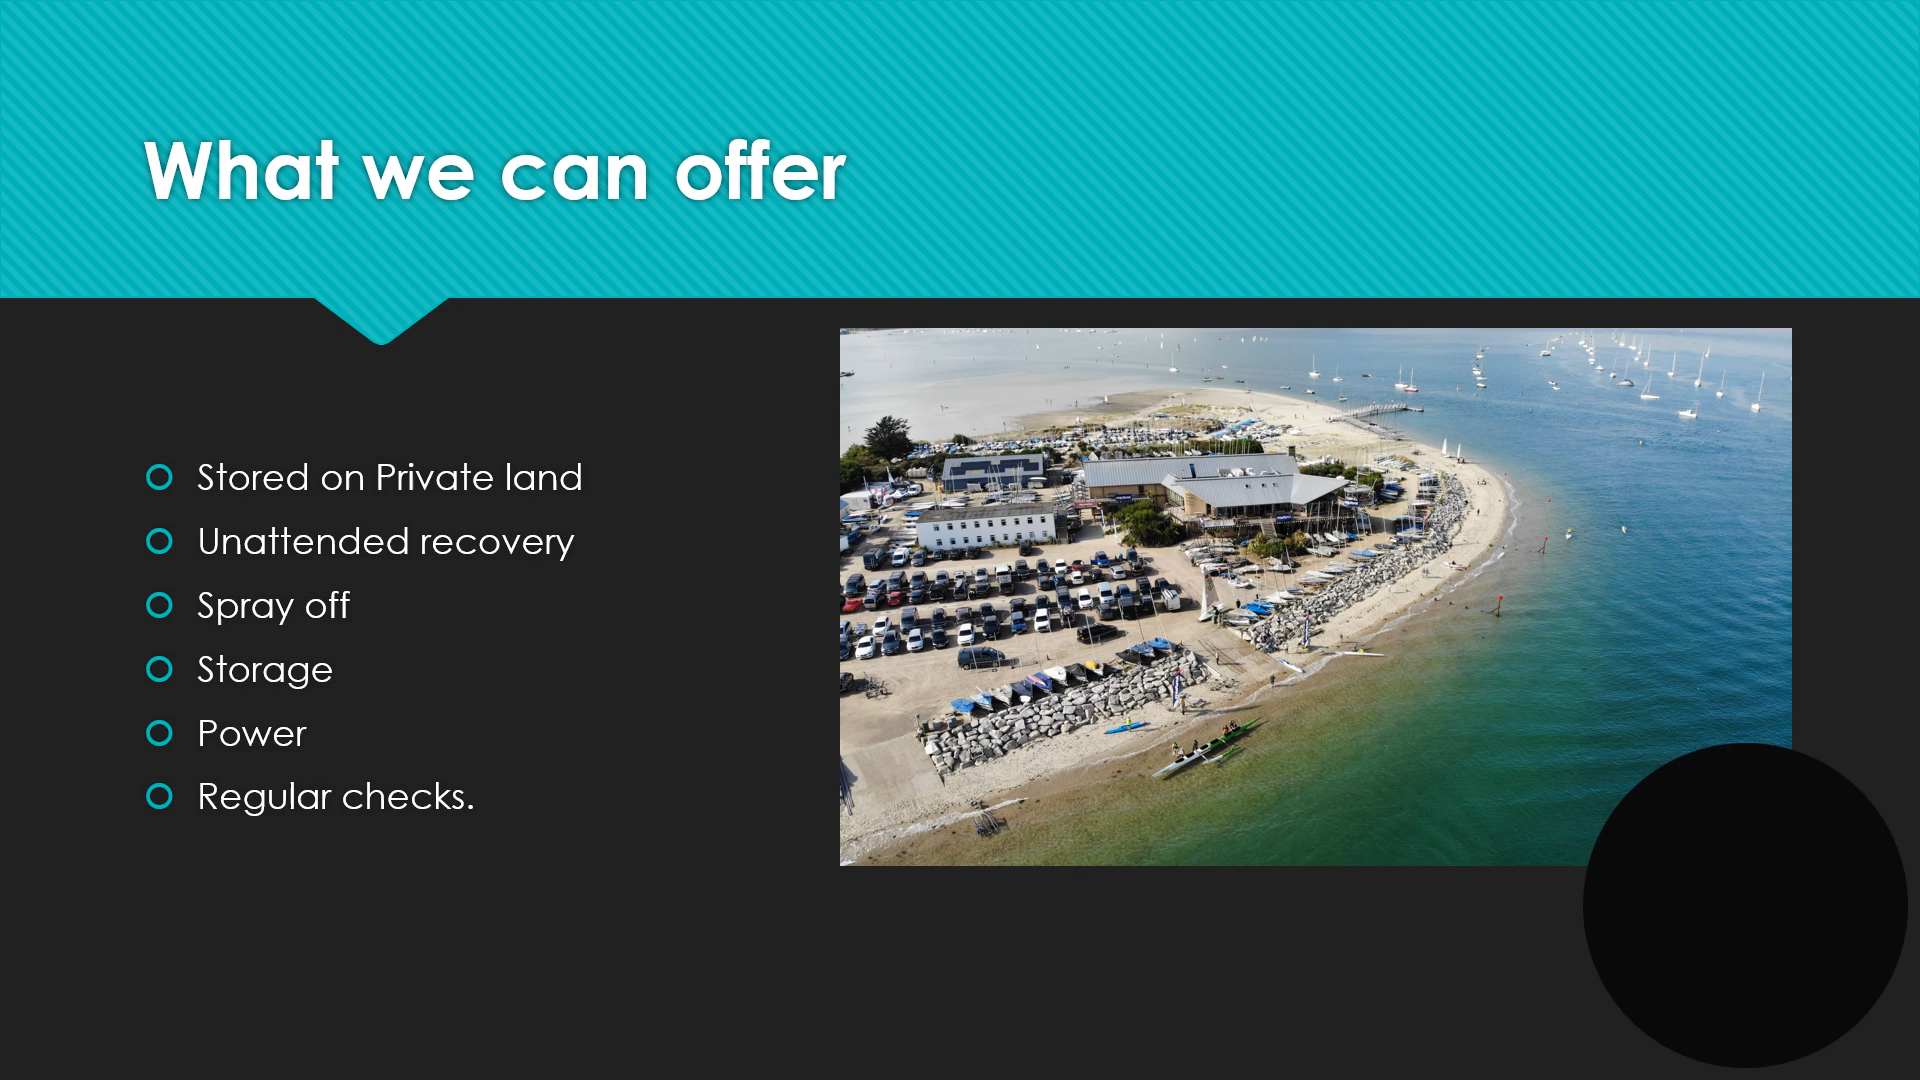 What we can offer
Stored on Private land
Unattended recovery
Spray off
Storage
Power
Regular checks.